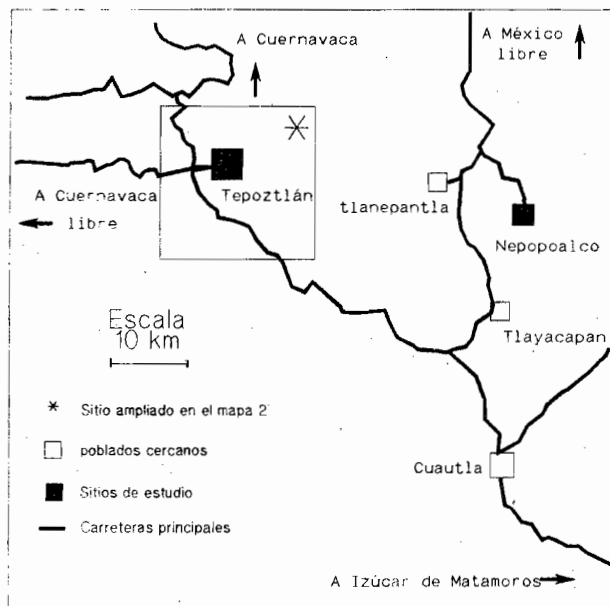 A Cuernavaca
A México
libre
Tepoztlán
A Cuernavaca
libre
tlanepantla
Nepopoalco
Escala
10 km
Tlayacapan
Sitio ampliado en el mapa 2
poblados cercanos
Cuautla
Sitios de estudio
Carreteras principales
A Izúcar de Matamoros